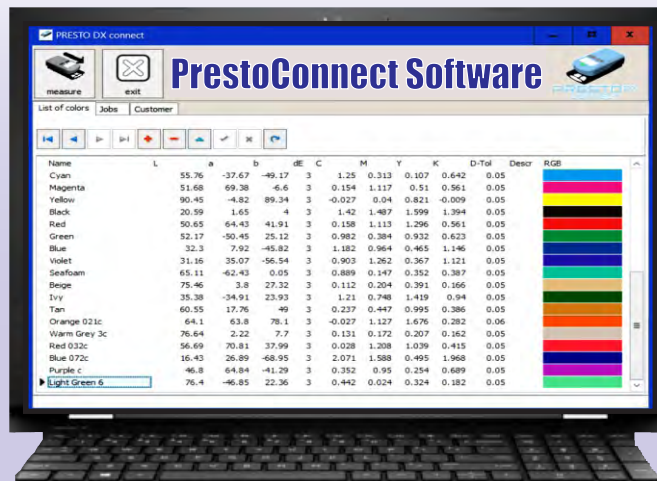 PRESTO DX connect
measure exit PrestoConnect Software
List of colors Jobs Customer
Name L a b dE C M Y K D-Tol Descr RGB
Cyan 55.76 -37.67 -49.17 3 1.25 0.313 0.107 0.642 0.05
Magenta 51.68 69.38 -6.6 3 0.154 1.117 0.51 0.561 0.05
Yellow 90.45 -4.82 89.34 3 -0.027 0.04 0.821 -0.009 0.05
Black 20.59 1.65 4 3 1.42 1.487 1.599 1.394 0.05
Red 50.65 64.43 41.91 3 0.158 1.113 1.296 0.561 0.05
Green 52.17 -50.45 25.12 3 0.982 0.384 0.932 0.623 0.05
Blue 32.3 7.92 -45.82 3 1.182 0.964 0.465 1.146 0.05
Violet 31.16 35.07 -56.54 3 0.903 1.262 0.367 1.121 0.05
Seafoam 65.11 -62.43 0.05 3 0.889 0.147 0.352 0.387 0.05
Beige 75.46 3.8 27.32 3 0.112 0.204 0.391 0.166 0.05
Ivy 35.38 -34.91 23.93 3 1.21 0.748 1.419 0.94 0.05
Tan 60.55 17.76 49 3 0.237 0.447 0.995 0.386 0.05
Orange 021c 64.1 63.8 78.1 3 -0.027 1.127 1.676 0.282 0.06
Warm Grey 3c 76.64 2.22 7.7 3 0.131 0.172 0.207 0.162 0.05
Red 032c 56.69 70.81 37.99 3 0.028 1.208 1.039 0.415 0.05
Blue 072c 16.43 26.89 -68.95 3 2.071 1.588 0.495 1.968 0.05
Purple c 46.8 64.84 -41.29 3 0.352 0.95 0.254 0.689 0.05
Light Green 6 76.4 -46.85 22.36 3 0.442 0.024 0.324 0.182 0.05